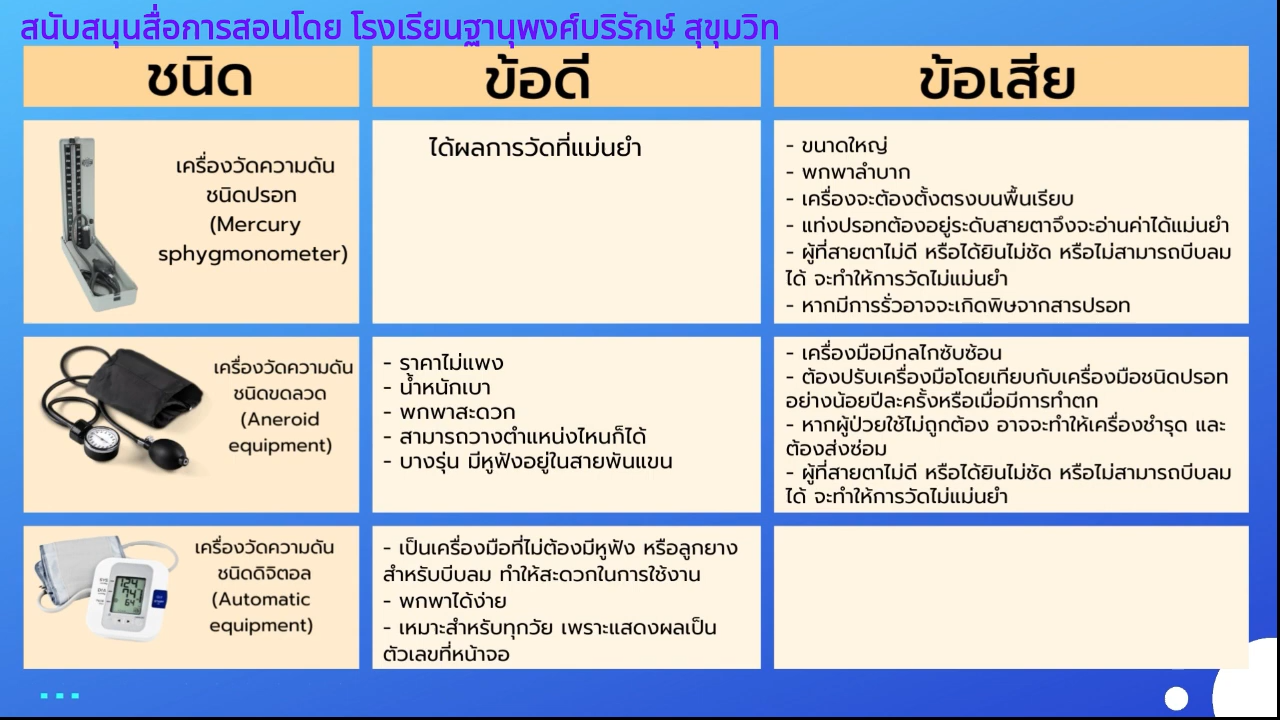 สนับสนุนสื่อการสอนโดย โรงเรียนฐานุพงศ์บริรักษ์ สุขุมวิท
ชนิด
ข้อดี
ข้อเสีย
เครื่องวัดความดัน
ชนิดปรอท
(Mercury
sphygmonometer)
ได้ผลการวัดที่แม่นยำ
- ขนาดใหญ่
- พกพาลำบาก
- เครื่องจะต้องตั้งตรงบนพื้นเรียบ
- แท่งปรอทต้องอยู่ระดับสายตาจึงจะอ่านค่าได้แม่นยำ
- ผู้ที่สายตาไม่ดี หรือได้ยินไม่ชัด หรือไม่สามารถบีบลม
ได้ จะทำให้การวัดไม่แม่นยำ
- หากมีการรั่วอาจจะเกิดพิษจากสารปรอท
เครื่องวัดความดัน
ชนิดขดลวด
(Aneroid
equipment)
- ราคาไม่แพง
- น้ำหนักเบา
- พกพาสะดวก
- สามารถวางตำแหน่งไหนก็ได้
- บางรุ่น มีหูฟังอยู่ในสายพันแขน
- เครื่องมือมีกลไกซับซ้อน
- ต้องปรับเครื่องมือโดยเทียบกับเครื่องมือชนิดปรอท
อย่างน้อยปีละครั้งหรือเมื่อมีการทำตก
- หากผู้ป่วยใช้ไม่ถูกต้อง อาจจะทำให้เครื่องชำรุด และ
ต้องส่งซ่อม
- ผู้ที่สายตาไม่ดี หรือได้ยินไม่ชัด หรือไม่สามารถบีบลม
ได้ จะทำให้การวัดไม่แม่นยำ
เครื่องวัดความดัน
ชนิดดิจิตอล
(Automatic
equipment)
- เป็นเครื่องมือที่ไม่ต้องมีหูฟัง หรือลูกยาง
สำหรับบีบลม ทำให้สะดวกในการใช้งาน
- พกพาได้ง่าย
- เหมาะสำหรับทุกวัย เพราะแสดงผลเป็น
ตัวเลขที่หน้าจอ